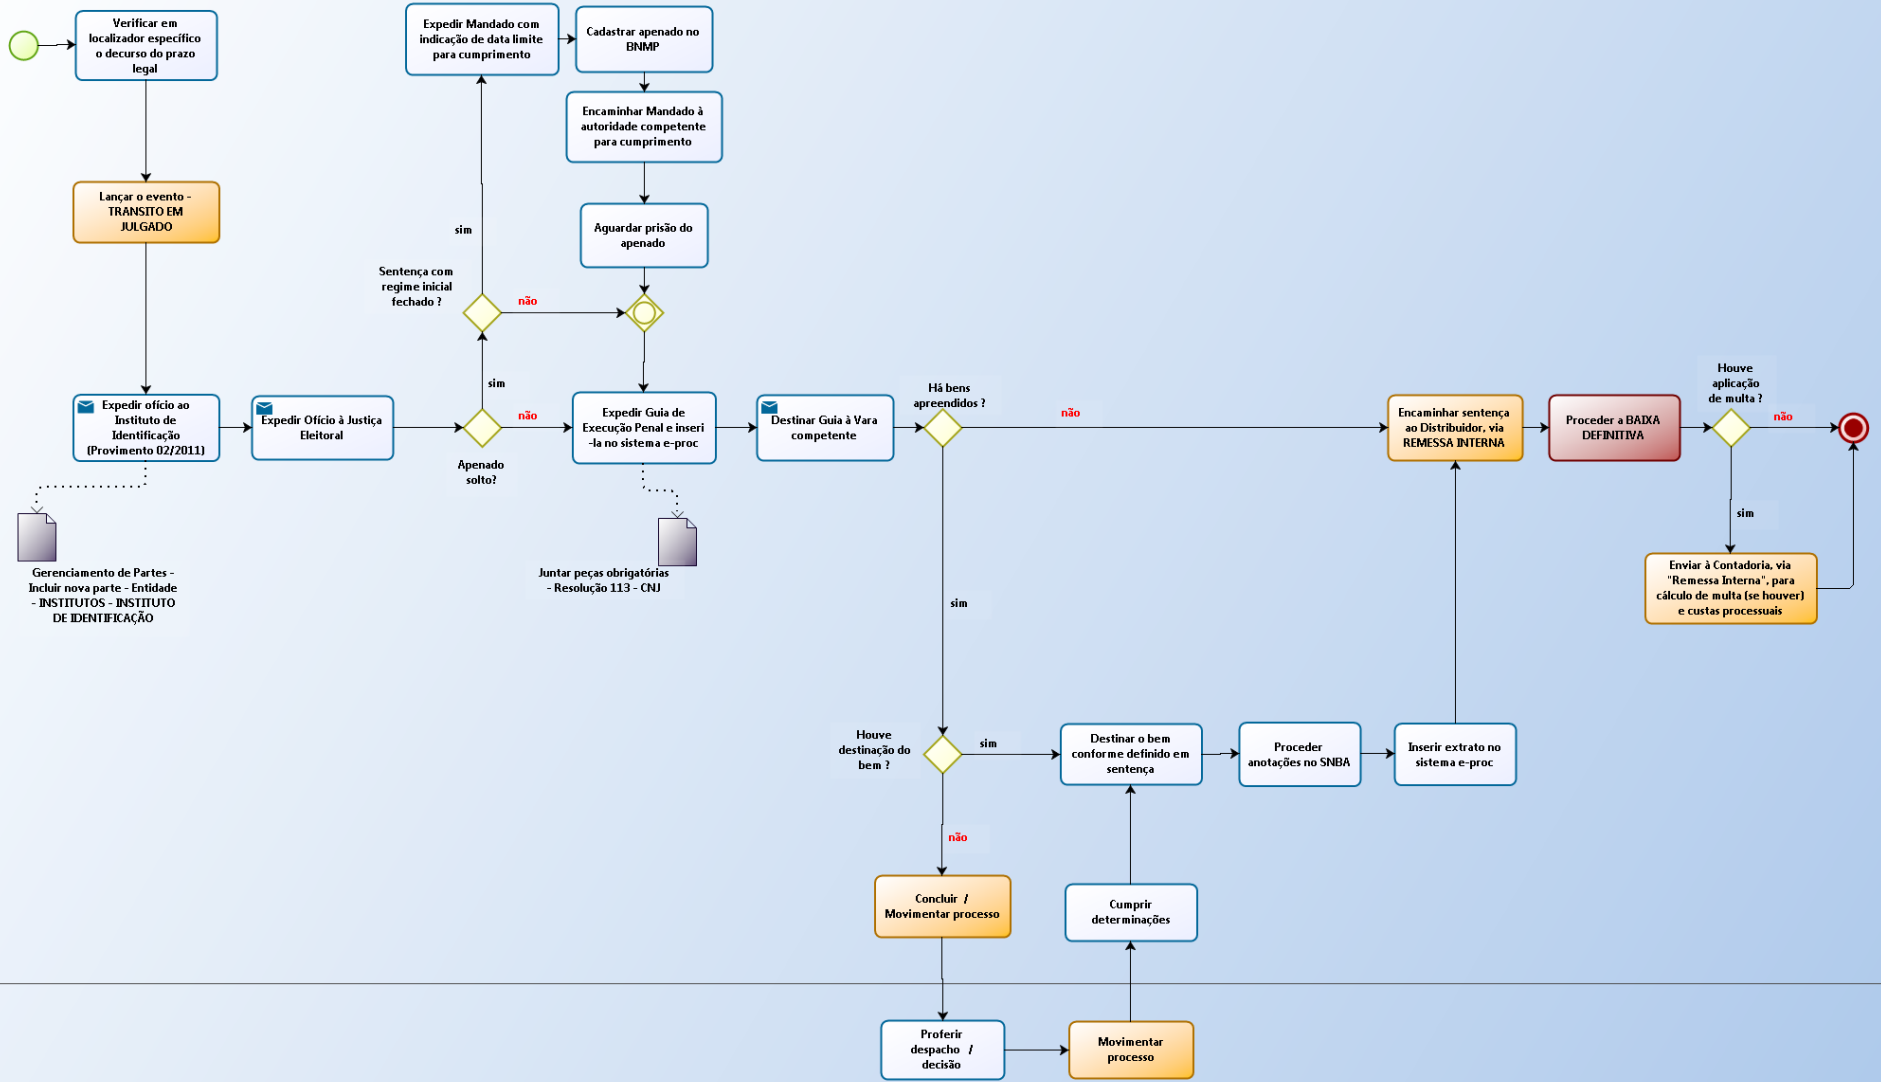 Verificar em
localizador específico
o decurso do prazo
legal
Lançar o evento -
TRANSITO EM
JULGADO
Expedir ofício ao
Instituto de
Identificação
(Provimento 02/2011)
Gerenciamento de Partes -
Incluir nova parte - Entidade
- INSTITUTOS - INSTITUTO
DE IDENTIFICAÇÃO
Expedir Ofício à Justiça
Eleitoral
Apenado
solto?
sim
não
Sentença com
regime inicial
fechado ?
sim
não
Expedir Mandado com
indicação de data limite
para cumprimento
Cadastrar apenado no
BNMP
Encaminhar Mandado à
autoridade competente
para cumprimento
Aguardar prisão do
apenado
Expedir Guia de
Execução Penal e inseri
-la no sistema e-proc
Juntar peças obrigatórias
- Resolução 113 - CNJ
Destinar Guia à Vara
competente
Há bens
apreendidos ?
não
sim
Houve
destinação do
bem ?
sim
não
Destinar o bem
conforme definido em
sentença
Proceder
anotações no SNBA
Inserir extrato no
sistema e-proc
Concluir /
Movimentar processo
Cumprir
determinações
Proferir
despacho /
decisão
Movimentar
processo
Encaminhar sentença
ao Distribuidor, via
REMESSA INTERNA
Proceder a BAIXA
DEFINITIVA
Houve
aplicação
de multa ?
não
sim
Enviar à Contadoria, via
"Remessa Interna", para
cálculo de multa (se houver)
e custas processuais